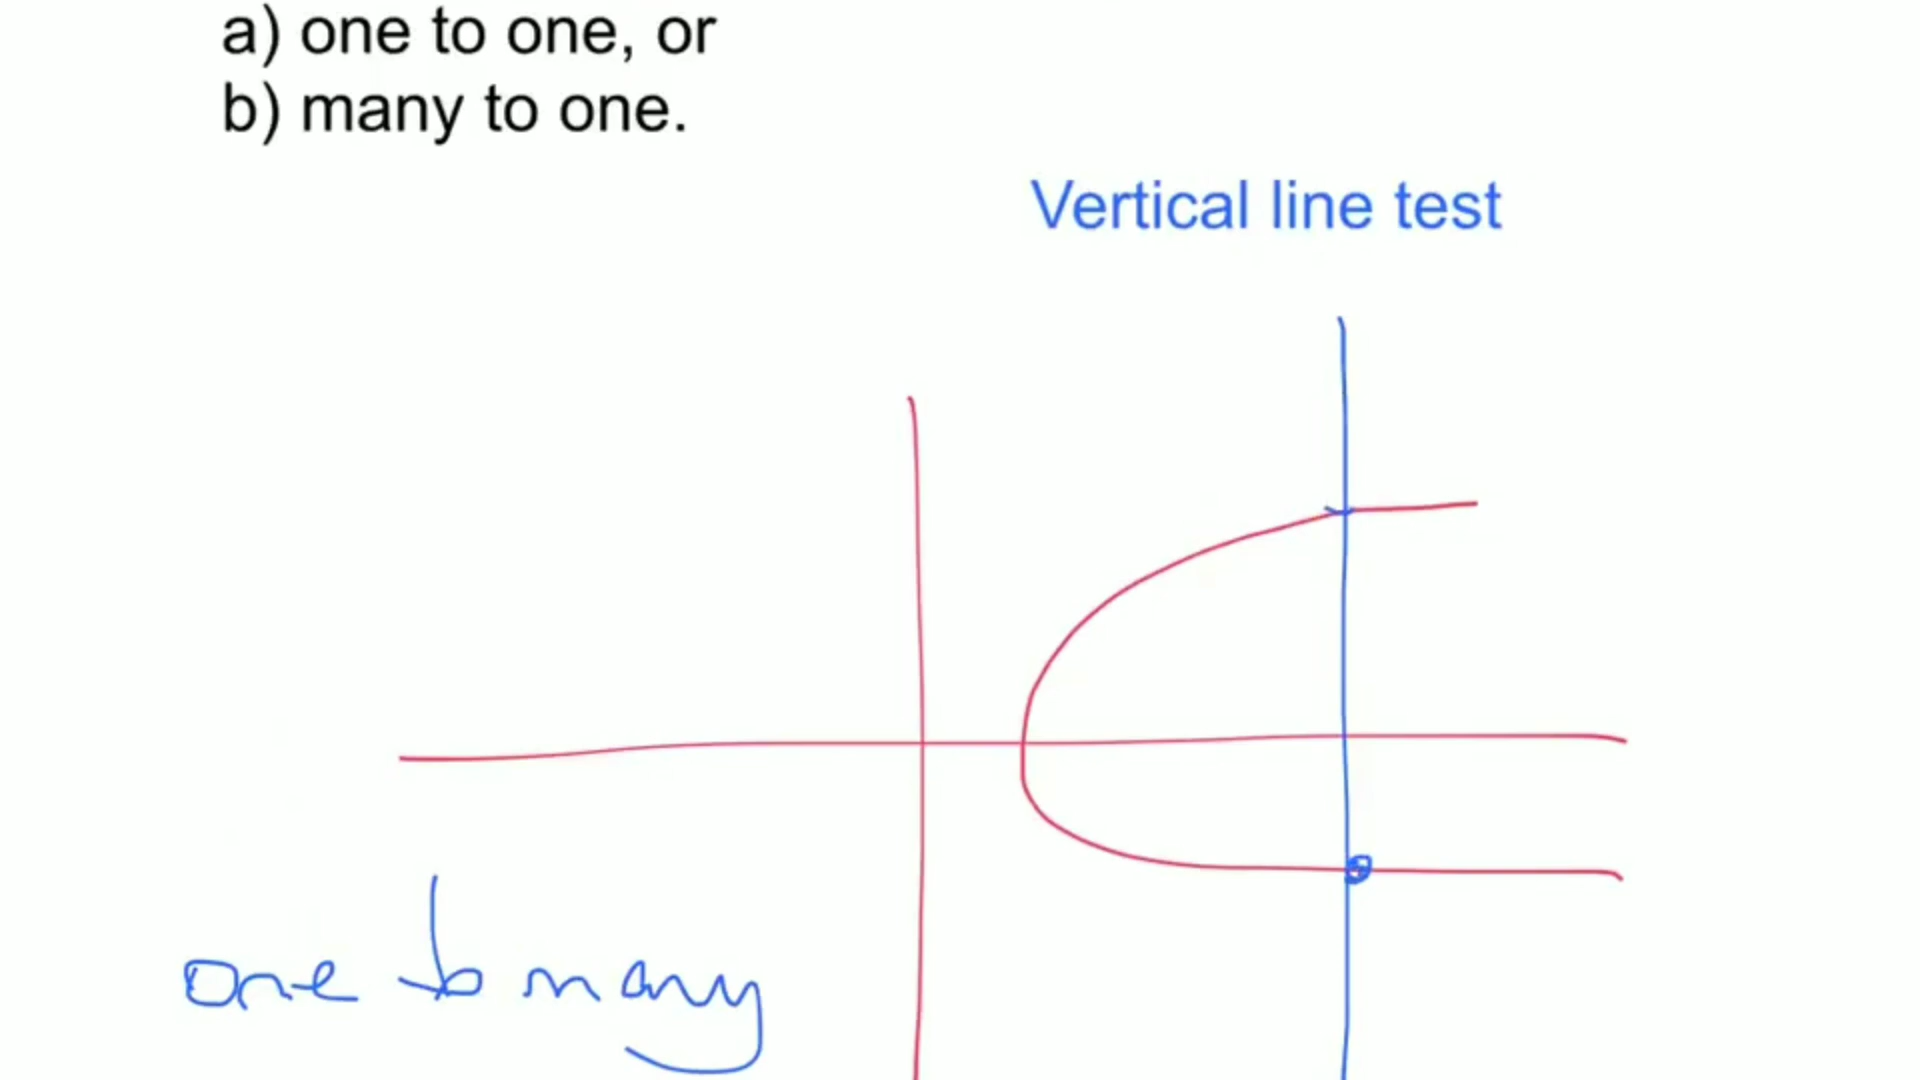 a) one to one, or
b) many to one.
Vertical line test
one to many